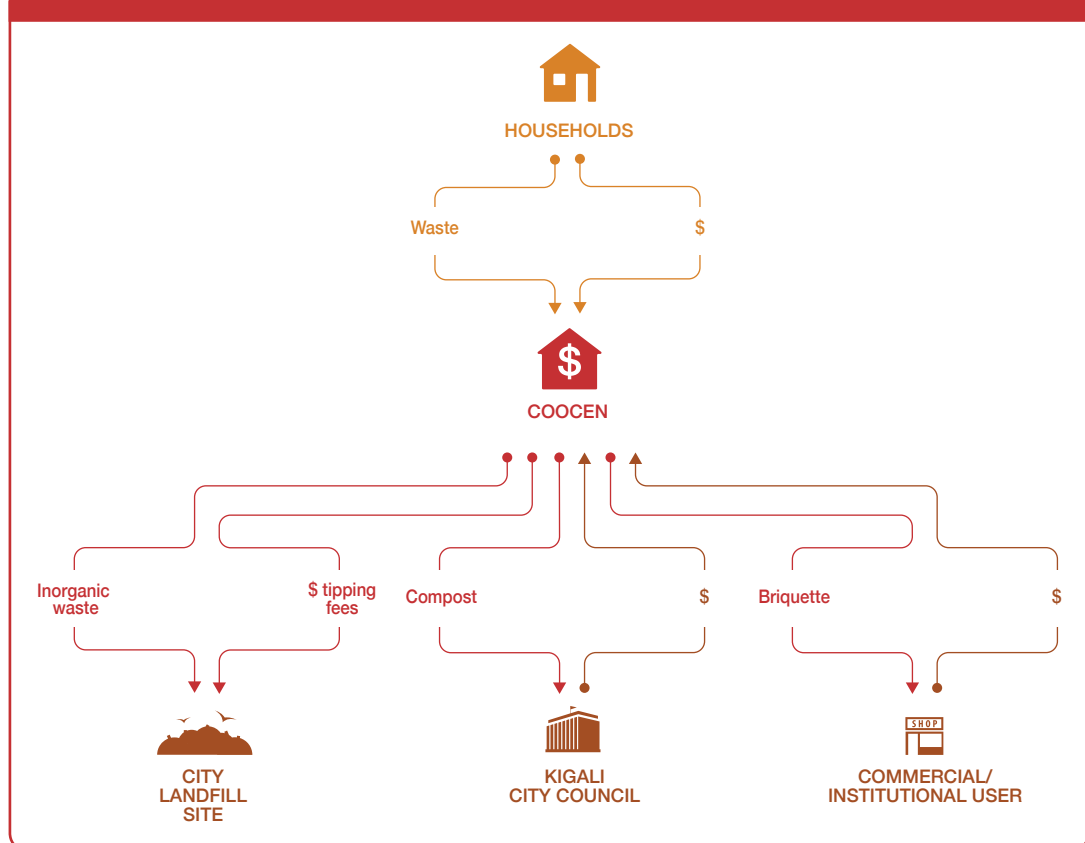 HOUSEHOLDS
Waste
$
$
COOCEN
Inorganic
waste
$ tipping
fees
Compost
$
Briquette
$
SHOP
CITY
LANDFILL
SITE
KIGALI
CITY COUNCIL
COMMERCIAL/
INSTITUTIONAL USER